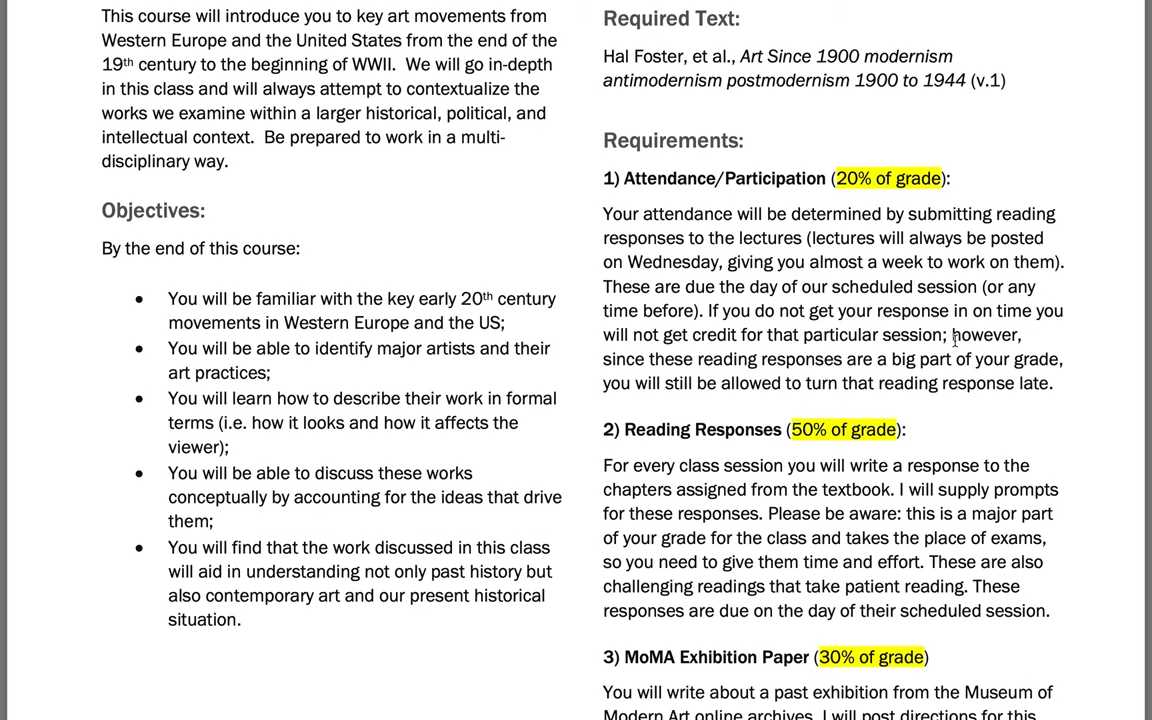 This course will introduce you to key art movements from
Western Europe and the United States from the end of the
19th century to the beginning of WWII.  We will go in-depth
in this class and will always attempt to contextualize the
works we examine within a larger historical, political, and
intellectual context.  Be prepared to work in a multi-
disciplinary way.
Objectives:
By the end of this course:
• You will be familiar with the key early 20th century
movements in Western Europe and the US;
• You will be able to identify major artists and their
art practices;
• You will learn how to describe their work in formal
terms (i.e. how it looks and how it affects the
viewer);
• You will be able to discuss these works
conceptually by accounting for the ideas that drive
them;
• You will find that the work discussed in this class
will aid in understanding not only past history but
also contemporary art and our present historical
situation.
Required Text:
Hal Foster, et al., Art Since 1900 modernism
antimodernism postmodernism 1900 to 1944 (v.1)
Requirements:
1) Attendance/Participation (20% of grade):
Your attendance will be determined by submitting reading
responses to the lectures (lectures will always be posted
on Wednesday, giving you almost a week to work on them).
These are due the day of our scheduled session (or any
time before). If you do not get your response in on time you
will not get credit for that particular session; however,
since these reading responses are a big part of your grade,
you will still be allowed to turn that reading response late.
2) Reading Responses (50% of grade):
For every class session you will write a response to the
chapters assigned from the textbook. I will supply prompts
for these responses. Please be aware: this is a major part
of your grade for the class and takes the place of exams,
so you need to give them time and effort. These are also
challenging readings that take patient reading. These
responses are due on the day of their scheduled session.
3) MoMA Exhibition Paper (30% of grade)
You will write about a past exhibition from the Museum of
Modern Art online archives. I will post directions for this